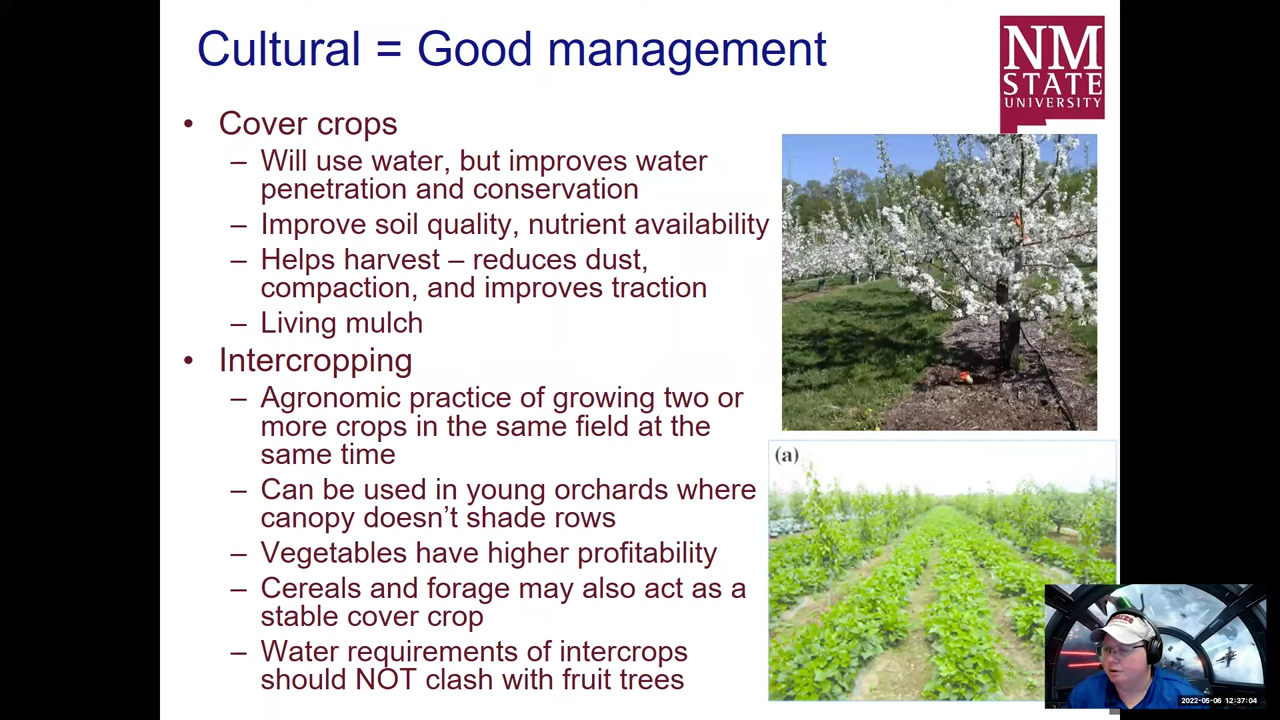 Cultural = Good management
NM
STATE
UNIVERSITY
• Cover crops
– Will use water, but improves water
penetration and conservation
– Improve soil quality, nutrient availability
– Helps harvest – reduces dust,
compaction, and improves traction
– Living mulch
• Intercropping
– Agronomic practice of growing two or
more crops in the same field at the
same time
– Can be used in young orchards where
canopy doesn’t shade rows
– Vegetables have higher profitability
– Cereals and forage may also act as a
stable cover crop
– Water requirements of intercrops
should NOT clash with fruit trees
(a)
2022-05-06 12:37:04